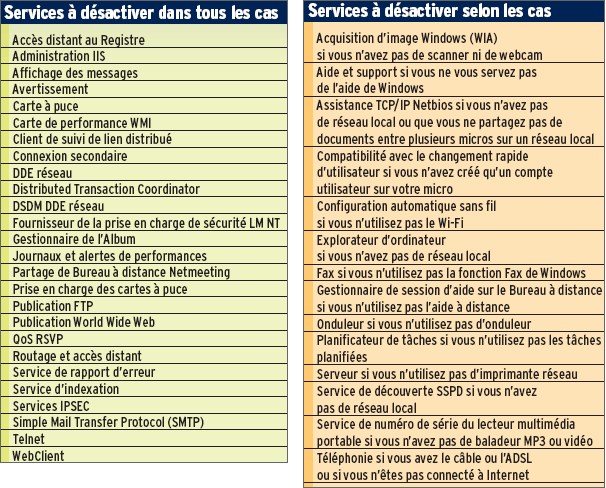 Services à désactiver dans tous les cas
Accès distant au Registre
Administration IIS
Affichage des messages
Avertissement
Carte à puce
Carte de performance WMI
Client de suivi de lien distribué
Connexion secondaire
DDE réseau
Distributed Transaction Coordinator
DSDM DDE réseau
Fournisseur de la prise en charge de sécurité LM NT
Gestionnaire de l'Album
Journaux et alertes de performances
Partage de Bureau à distance Netmeeting
Prise en charge des cartes à puce
Publication FTP
Publication World Wide Web
QoS RSVP
Routage et accès distant
Service de rapport d'erreur
Service d'indexation
Services IPSEC
Simple Mail Transfer Protocol (SMTP)
Telnet
WebClient
Services à désactiver selon les cas
Acquisition d'image Windows (WIA)
si vous n'avez pas de scanner ni de webcam
Aide et support si vous ne vous servez pas
de l'aide de Windows
Assistance TCP/IP Netbios si vous n'avez pas
de réseau local ou que vous ne partagez pas de
documents entre plusieurs micros sur un réseau local
Compatibilité avec le changement rapide
d'utilisateur si vous n'avez créé qu'un compte
utilisateur sur votre micro
Configuration automatique sans fil
si vous n'utilisez pas le Wi-Fi
Explorateur d'ordinateur
si vous n'avez pas de réseau local
Fax si vous n'utilisez pas la fonction Fax de Windows
Gestionnaire de session d'aide sur le Bureau à distance
si vous n'utilisez pas l'aide à distance
Onduleur si vous n'utilisez pas d'onduleur
Planificateur de tâches si vous n'utilisez pas les tâches
planifiées
Serveur si vous n'utilisez pas d'imprimante réseau
Service de découverte SSPD si vous n'avez
pas de réseau local
Service de numéro de série du lecteur multimédia
portable si vous n'avez pas de baladeur MP3 ou vidéo
Téléphonie si vous avez le câble ou l'ADSL
ou si vous n'êtes pas connecté à Internet